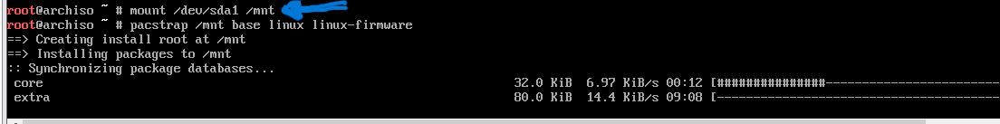 root@archiso ~ # mount /dev/sda1 /mnt
root@archiso ~ # pacstrap /mnt base linux linux-firmware
==> Creating install root at /mnt
==> Installing packages to /mnt
:: Synchronizing package databases...
core 32.0 KiB 6.97 KiB/s 00:12 [###############------------------------
extra 80.0 KiB 14.4 KiB/s 09:08 [---------------------------------------